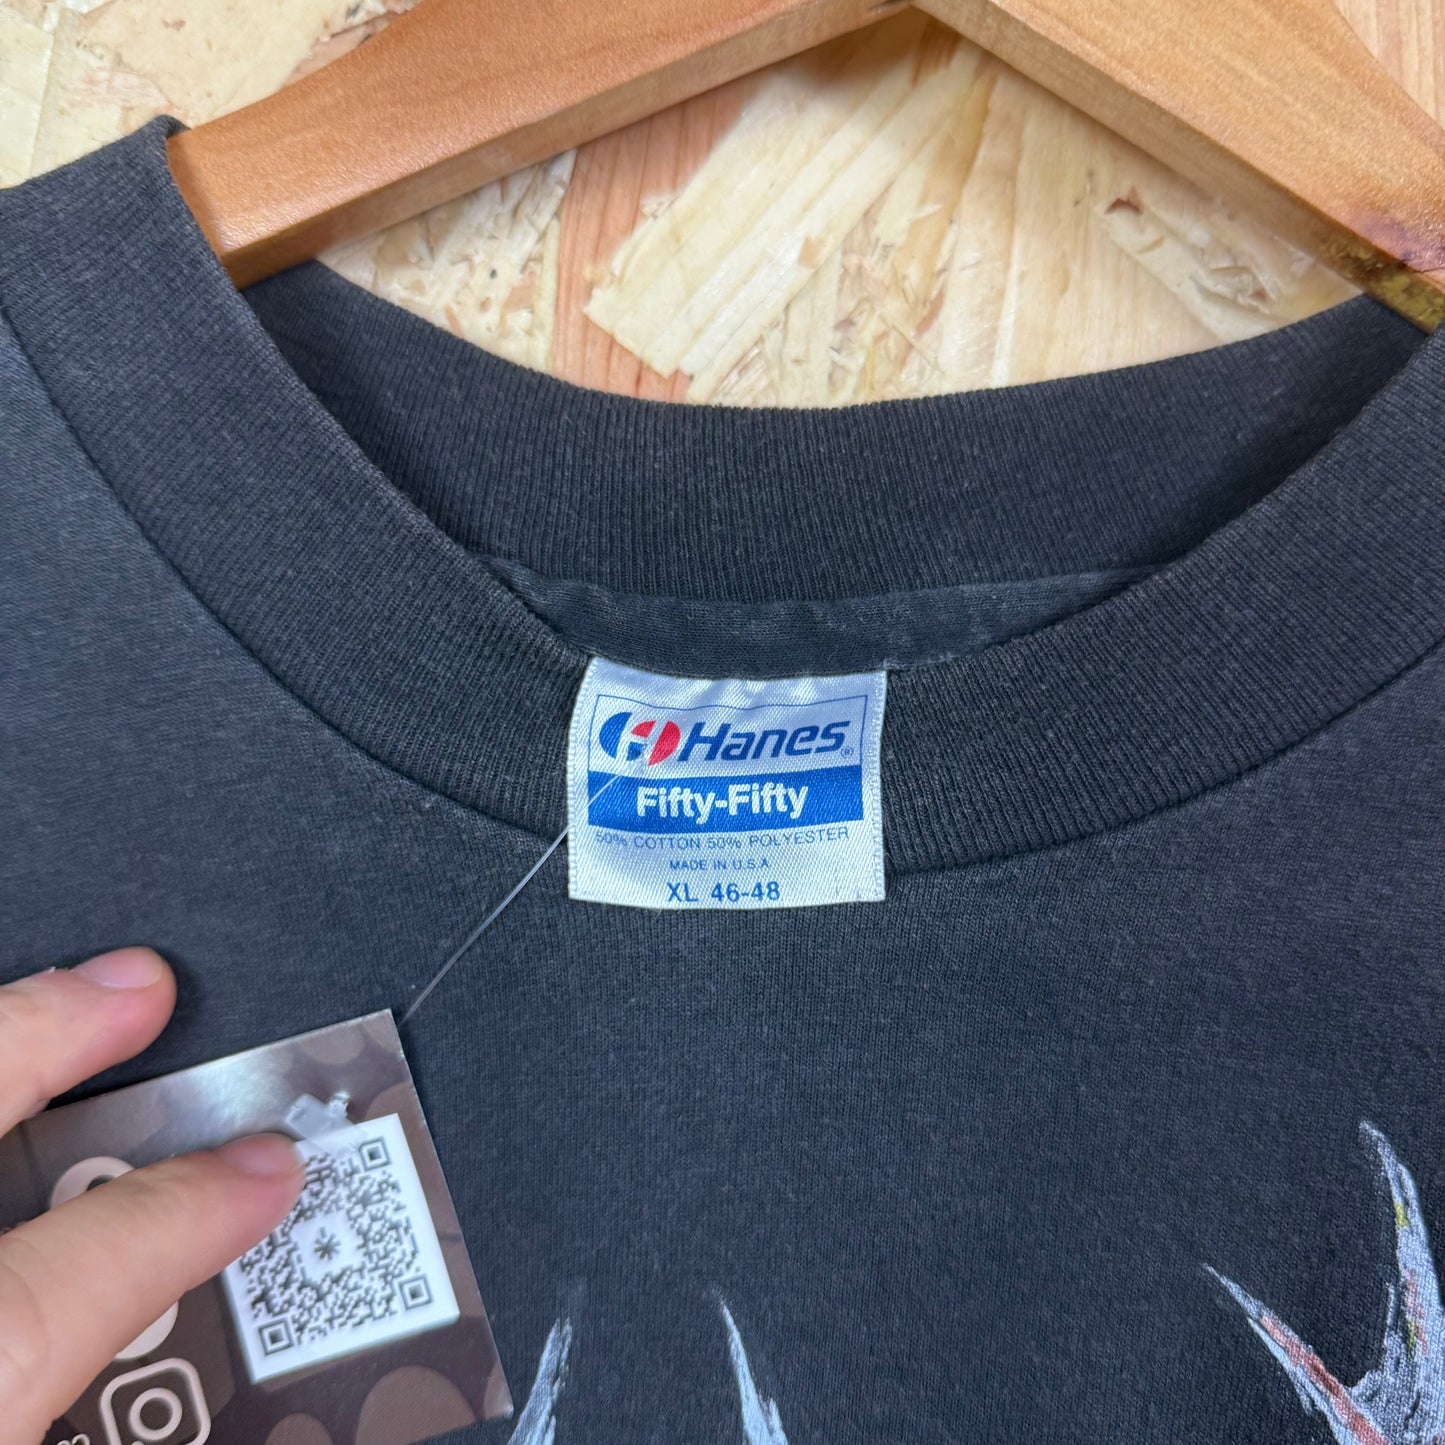 Hanes®
Fifty-Fifty
50% COTTON 50% POLYESTER
MADE IN U.S.A
XL 46-48